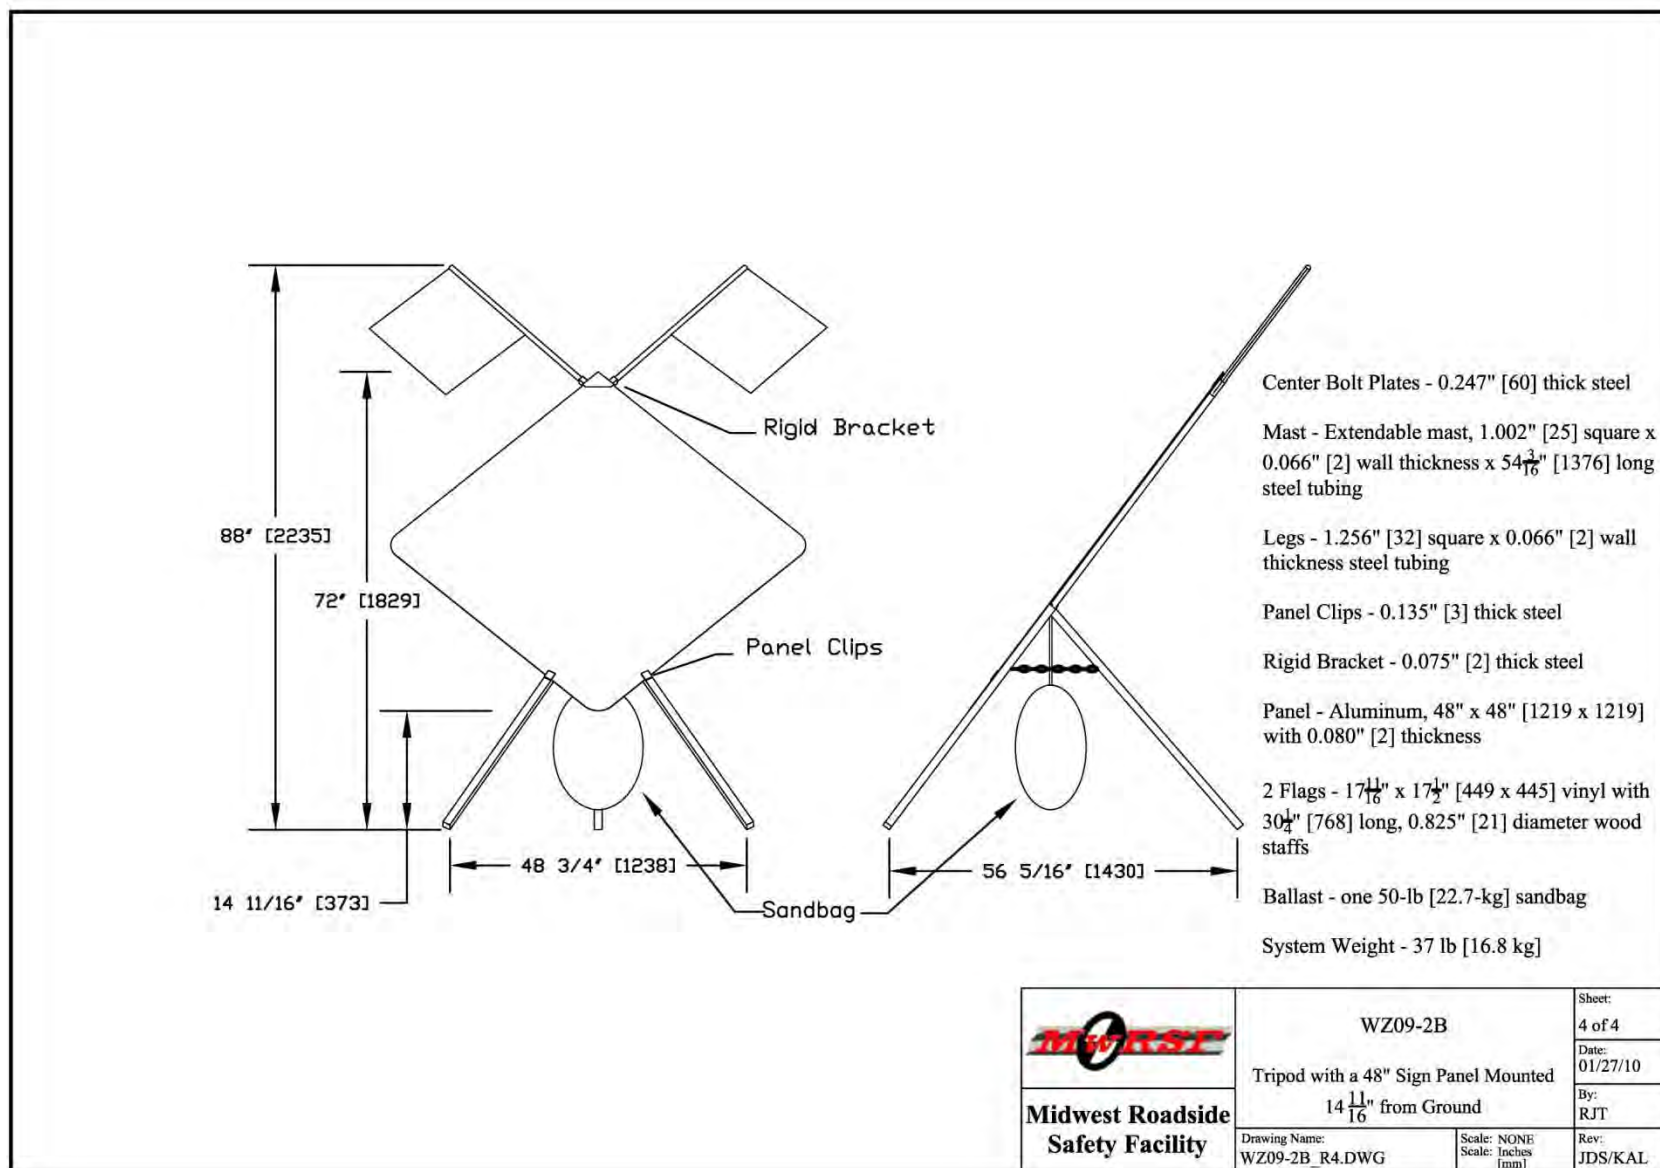 88" [2235]
72" [1829]
14 11/16" [373]
48 3/4" [1238]
56 5/16" [1430]
Rigid Bracket
Panel Clips
Sandbag
Center Bolt Plates - 0.247" [60] thick steel
Mast - Extendable mast, 1.002" [25] square x
0.066" [2] wall thickness x 54 3/16" [1376] long
steel tubing
Legs - 1.256" [32] square x 0.066" [2] wall
thickness steel tubing
Panel Clips - 0.135" [3] thick steel
Rigid Bracket - 0.075" [2] thick steel
Panel - Aluminum, 48" x 48" [1219 x 1219]
with 0.080" [2] thickness
2 Flags - 17 11/16" x 17 1/2" [449 x 445] vinyl with
30 1/4" [768] long, 0.825" [21] diameter wood
staffs
Ballast - one 50-lb [22.7-kg] sandbag
System Weight - 37 lb [16.8 kg]
MwRSF
Midwest Roadside
Safety Facility
WZ09-2B
Tripod with a 48" Sign Panel Mounted
14 11/16" from Ground
Drawing Name:
WZ09-2B_R4.DWG
Scale: NONE
Scale: Inches
[mm]
Sheet:
4 of 4
Date:
01/27/10
By:
RJT
Rev:
JDS/KAL